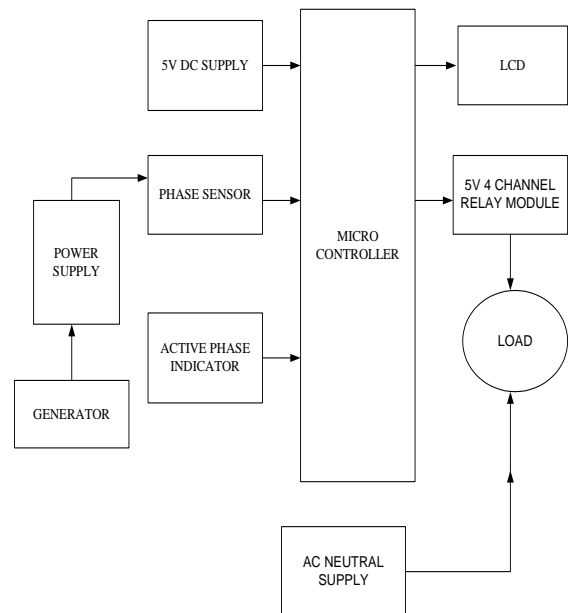 5V DC SUPPLY
LCD
PHASE SENSOR
5V 4 CHANNEL
RELAY MODULE
POWER
SUPPLY
MICRO
CONTROLLER
ACTIVE PHASE
INDICATOR
LOAD
GENERATOR
AC NEUTRAL
SUPPLY